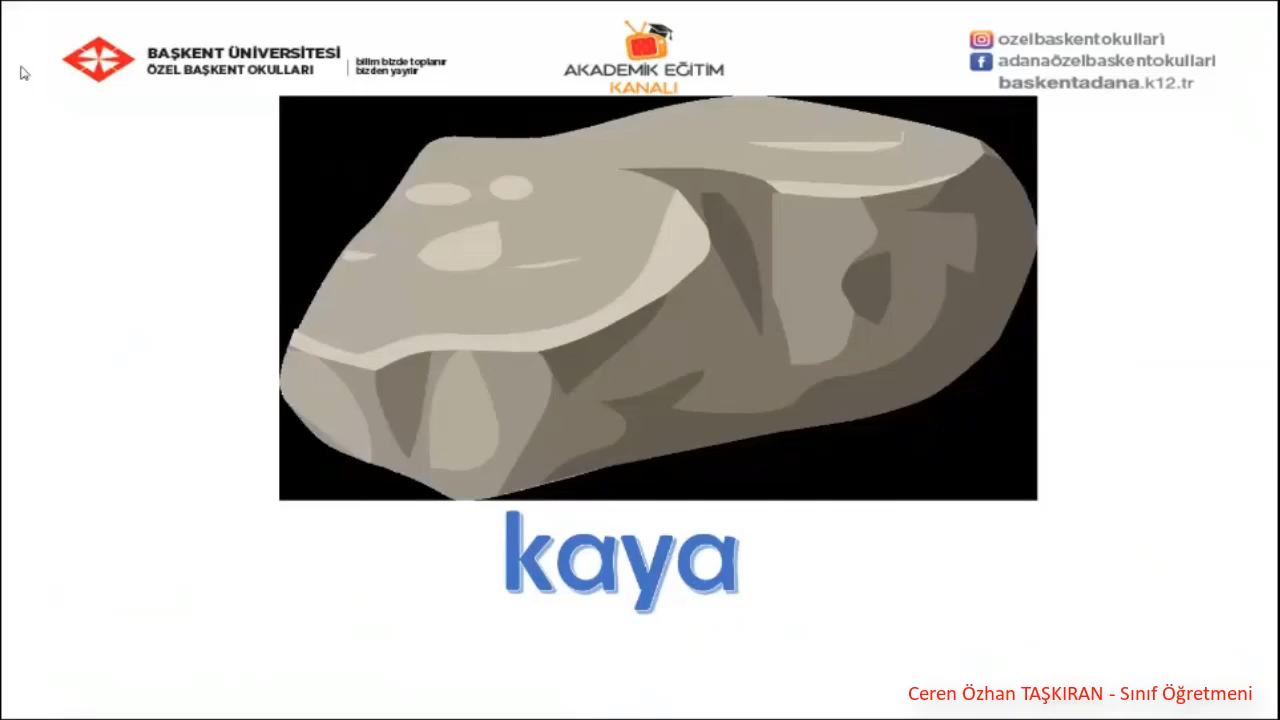 BAŞKENT ÜNİVERSİTESİ
ÖZEL BAŞKENT OKULLARI
bilim bizde toplanır
bizden yayılır
AKADEMİK EĞİTİM
KANALI
ozelbaskentokullari
adanaözelbaskentokullari
baskentadana.k12.tr
kaya
Ceren Özhan TAŞKIRAN - Sınıf Öğretmeni